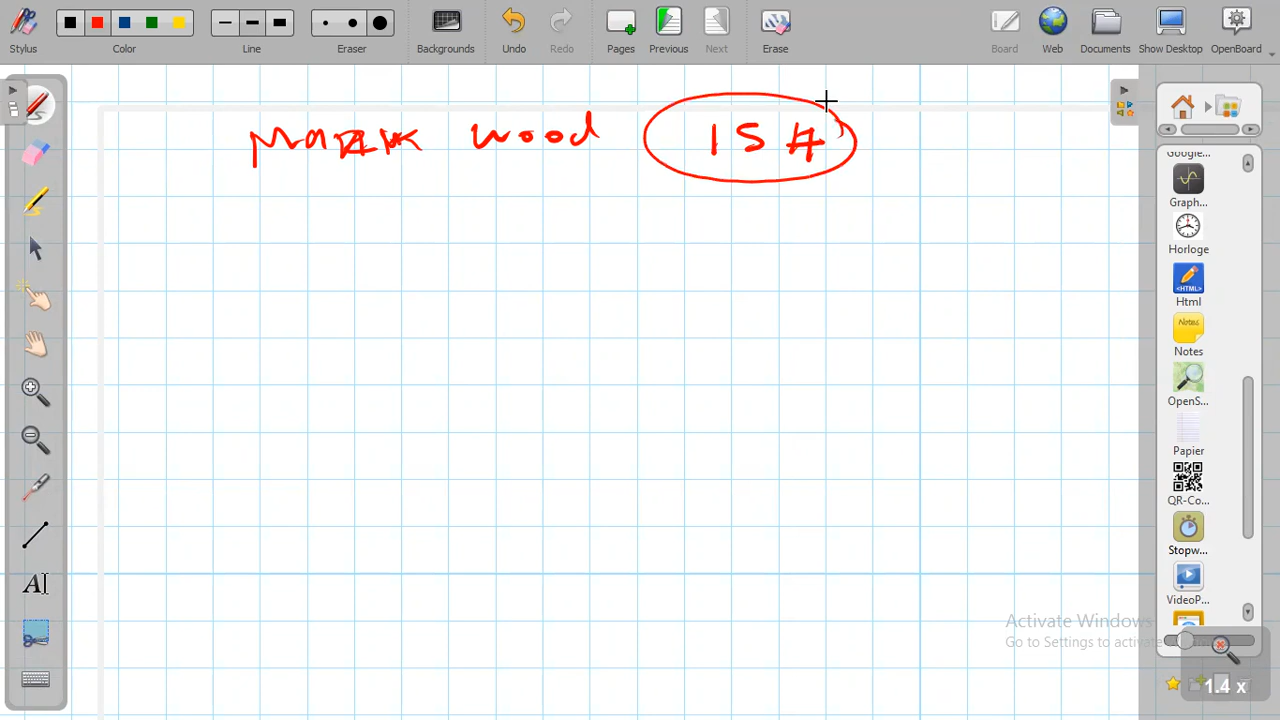 Stylus
Color
Line
Eraser
Backgrounds
Undo
Redo
Pages
Previous
Next
Erase
Board
Web
Documents
Show Desktop
OpenBoard
Mark wood 154
Google...
Graph...
Horloge
<HTML>
Html
Notes
Notes
OpenS...
Papier
QR-Co...
Stopw...
VideoP...
Activate Windows
Go to Settings to activate
1.4 x